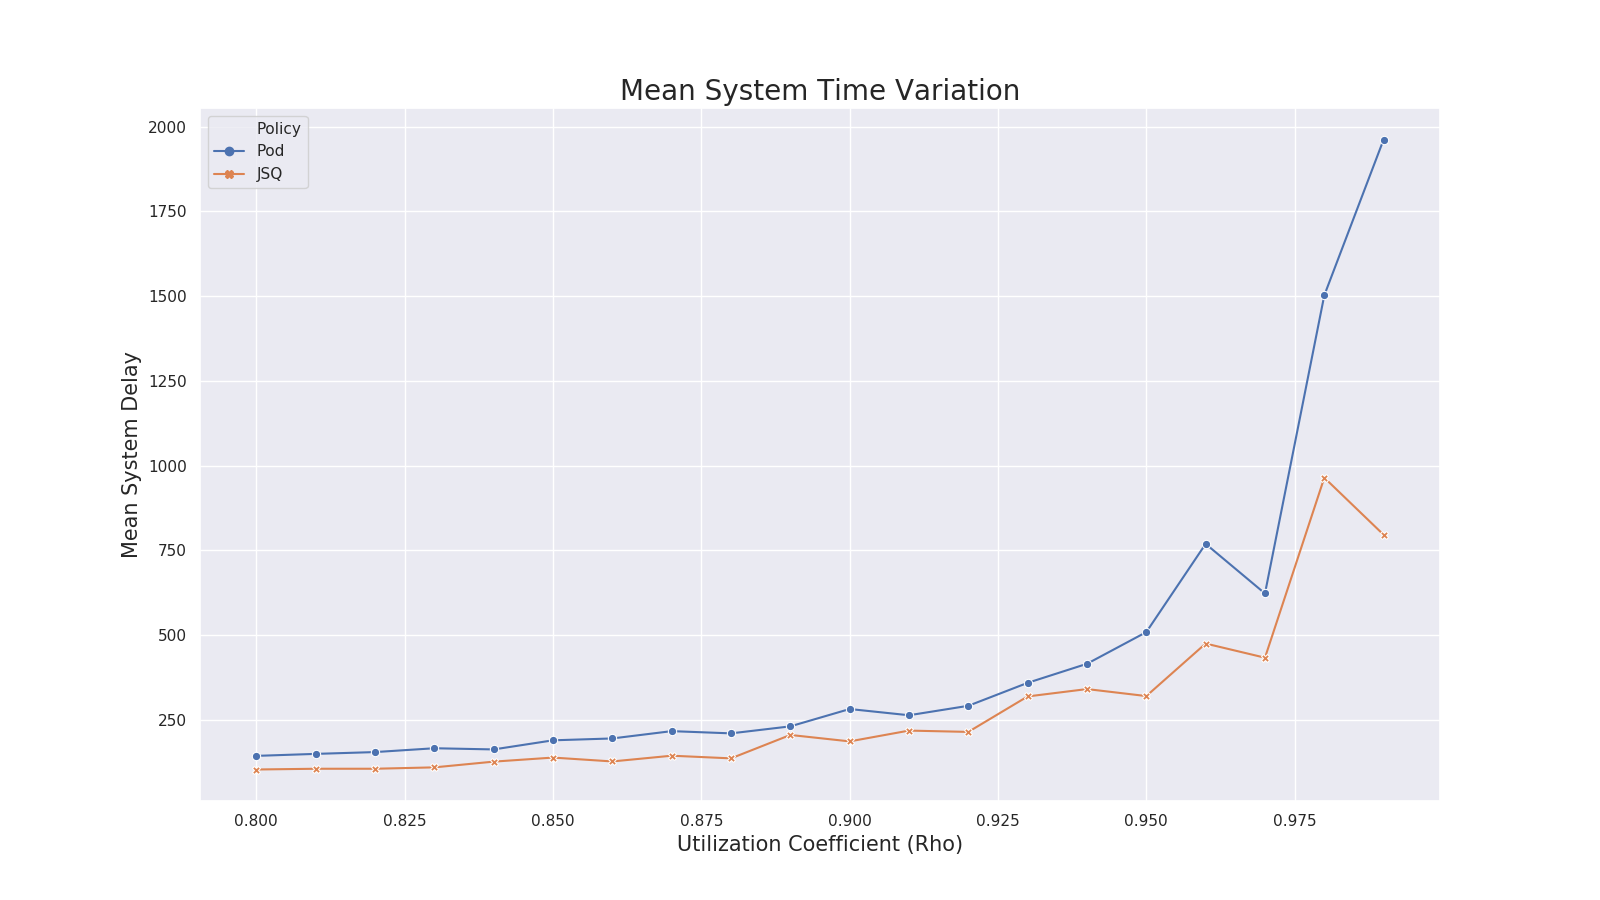 Mean System Time Variation
Policy
Pod
JSQ
2000
1750
1500
1250
1000
750
500
250
Mean System Delay
0.800 0.825 0.850 0.875 0.900 0.925 0.950 0.975
Utilization Coefficient (Rho)